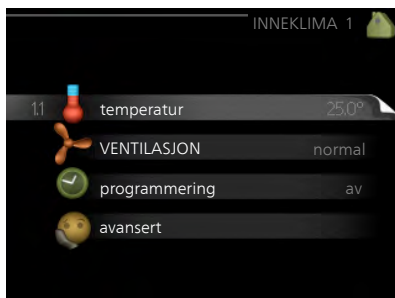 INNEKLIMA 1
1.1 temperatur 25.0°
VENTILASJON normal
programmering av
avansert